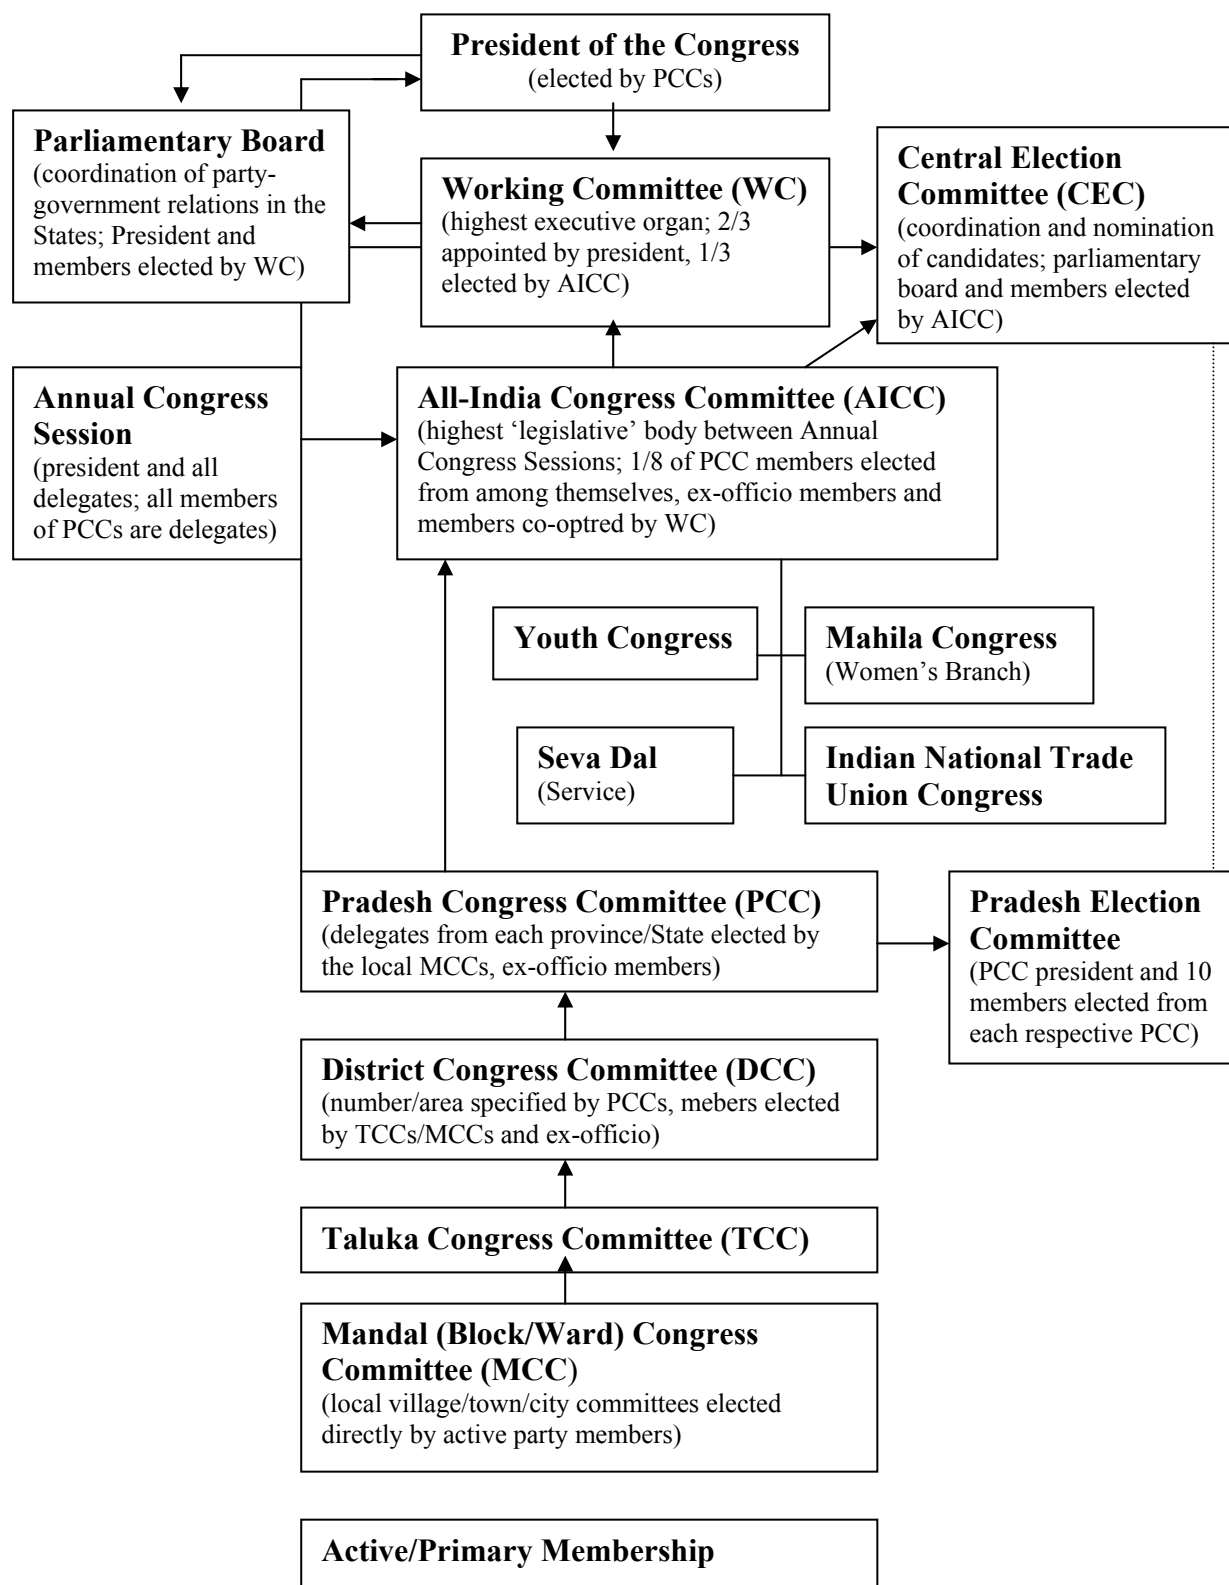 President of the Congress
(elected by PCCs)
Parliamentary Board
(coordination of party-
government relations in the
States; President and
members elected by WC)
Working Committee (WC)
(highest executive organ; 2/3
appointed by president, 1/3
elected by AICC)
Central Election
Committee (CEC)
(coordination and nomination
of candidates; parliamentary
board and members elected
by AICC)
Annual Congress
Session
(president and all
delegates; all members
of PCCs are delegates)
All-India Congress Committee (AICC)
(highest ‘legislative’ body between Annual
Congress Sessions; 1/8 of PCC members elected
from among themselves, ex-officio members and
members co-optred by WC)
Youth Congress
Mahila Congress
(Women’s Branch)
Seva Dal
(Service)
Indian National Trade
Union Congress
Pradesh Congress Committee (PCC)
(delegates from each province/State elected by
the local MCCs, ex-officio members)
Pradesh Election
Committee
(PCC president and 10
members elected from
each respective PCC)
District Congress Committee (DCC)
(number/area specified by PCCs, mebers elected
by TCCs/MCCs and ex-officio)
Taluka Congress Committee (TCC)
Mandal (Block/Ward) Congress
Committee (MCC)
(local village/town/city committees elected
directly by active party members)
Active/Primary Membership